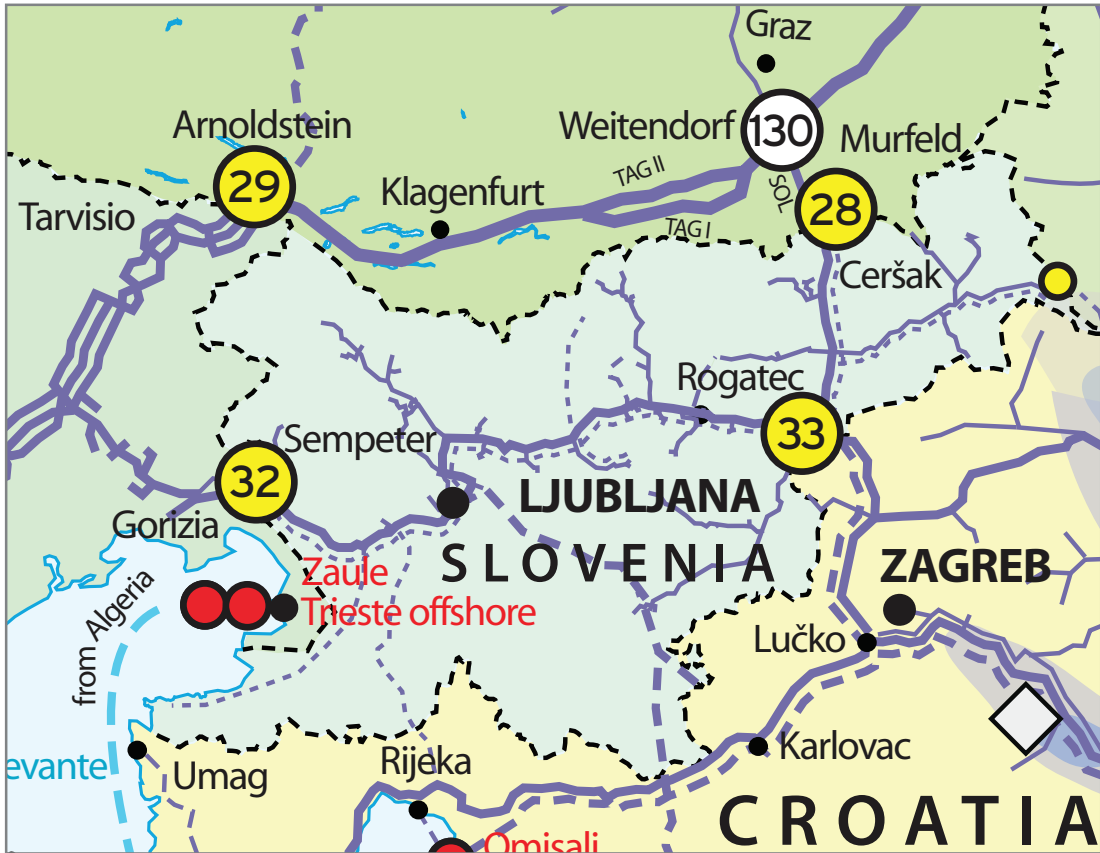 Graz
Arnoldstein
Weitendorf
130
Murfeld
TAG II
29
Klagenfurt
SOL
28
Tarvisio
TAG I
Ceršak
Rogatec
Sempeter
33
32
LJUBLJANA
Gorizia
SLOVENIA
ZAGREB
Zaule
Trieste offshore
from Algeria
Lučko
Karlovac
evante
Umag
Rijeka
CROATIA
Omišalj